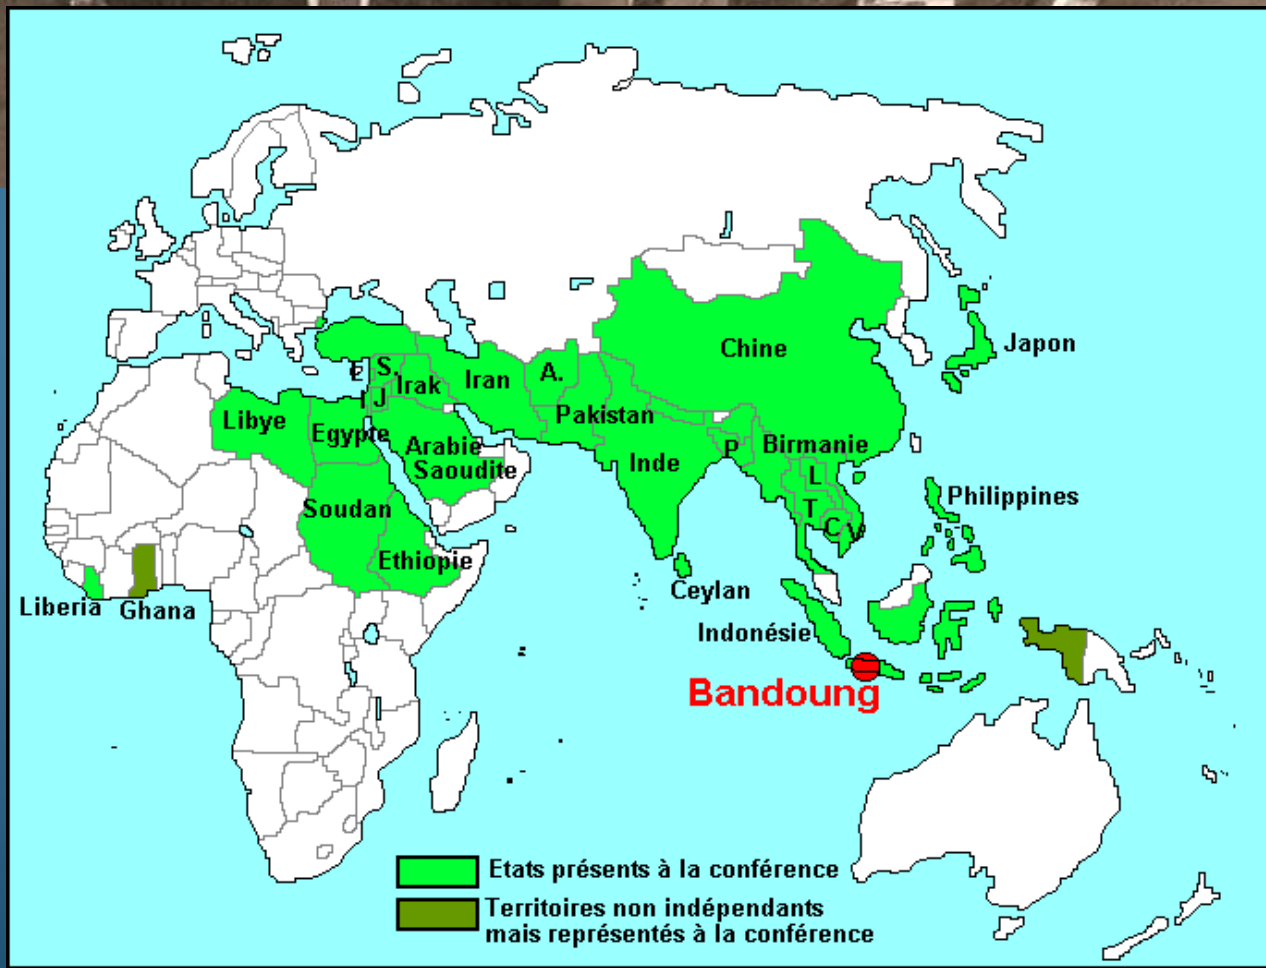 Chine
Japon
S.
Iran
A.
E
Irak
J
I
Pakistan
Libye
Egypte
Arabie
Saoudite
Inde
P
Birmanie
L
Philippines
Soudan
T
C
V
Ethiopie
Ceylan
Liberia
Ghana
Indonésie
Bandoung
Etats présents à la conférence
Territoires non indépendants
mais représentés à la conférence